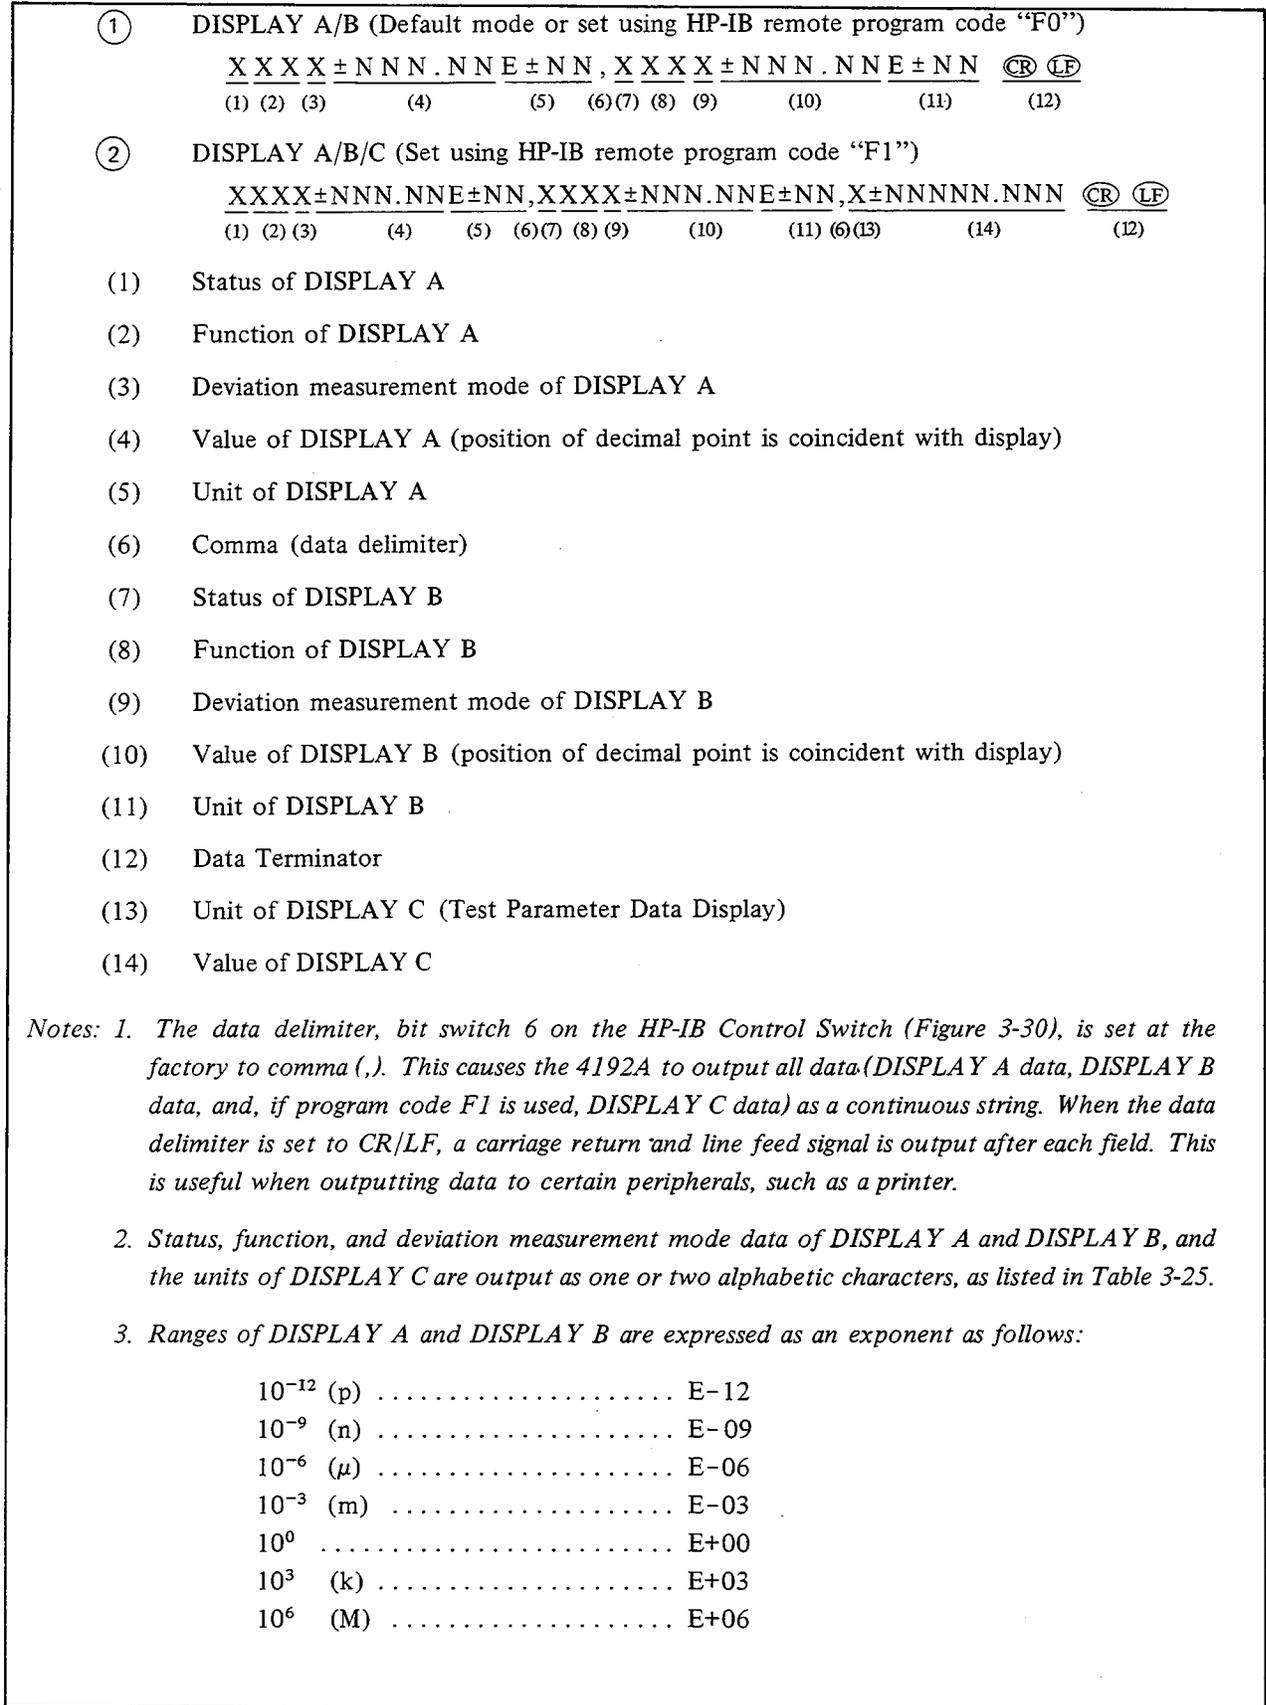 ① DISPLAY A/B (Default mode or set using HP-IB remote program code “F0”)
X X X X ± N N N . N N E ± N N , X X X X ± N N N . N N E ± N N CR LF
(1) (2) (3) (4) (5) (6) (7) (8) (9) (10) (11) (12)
② DISPLAY A/B/C (Set using HP-IB remote program code “F1”)
XXXX±NNN.NNE±NN,XXXX±NNN.NNE±NN,X±NNNNN.NNN CR LF
(1) (2) (3) (4) (5) (6) (7) (8) (9) (10) (11) (6) (13) (14) (12)
(1) Status of DISPLAY A
(2) Function of DISPLAY A
(3) Deviation measurement mode of DISPLAY A
(4) Value of DISPLAY A (position of decimal point is coincident with display)
(5) Unit of DISPLAY A
(6) Comma (data delimiter)
(7) Status of DISPLAY B
(8) Function of DISPLAY B
(9) Deviation measurement mode of DISPLAY B
(10) Value of DISPLAY B (position of decimal point is coincident with display)
(11) Unit of DISPLAY B
(12) Data Terminator
(13) Unit of DISPLAY C (Test Parameter Data Display)
(14) Value of DISPLAY C
Notes: 1. The data delimiter, bit switch 6 on the HP-IB Control Switch (Figure 3-30), is set at the
factory to comma (,). This causes the 4192A to output all data (DISPLAY A data, DISPLAY B
data, and, if program code F1 is used, DISPLAY C data) as a continuous string. When the data
delimiter is set to CR/LF, a carriage return and line feed signal is output after each field. This
is useful when outputting data to certain peripherals, such as a printer.
2. Status, function, and deviation measurement mode data of DISPLAY A and DISPLAY B, and
the units of DISPLAY C are output as one or two alphabetic characters, as listed in Table 3-25.
3. Ranges of DISPLAY A and DISPLAY B are expressed as an exponent as follows:
10⁻¹² (p) ..................... E-12
10⁻⁹ (n) ..................... E-09
10⁻⁶ (μ) ..................... E-06
10⁻³ (m) .................... E-03
10⁰ ......................... E+00
10³ (k) ..................... E+03
10⁶ (M) .................... E+06